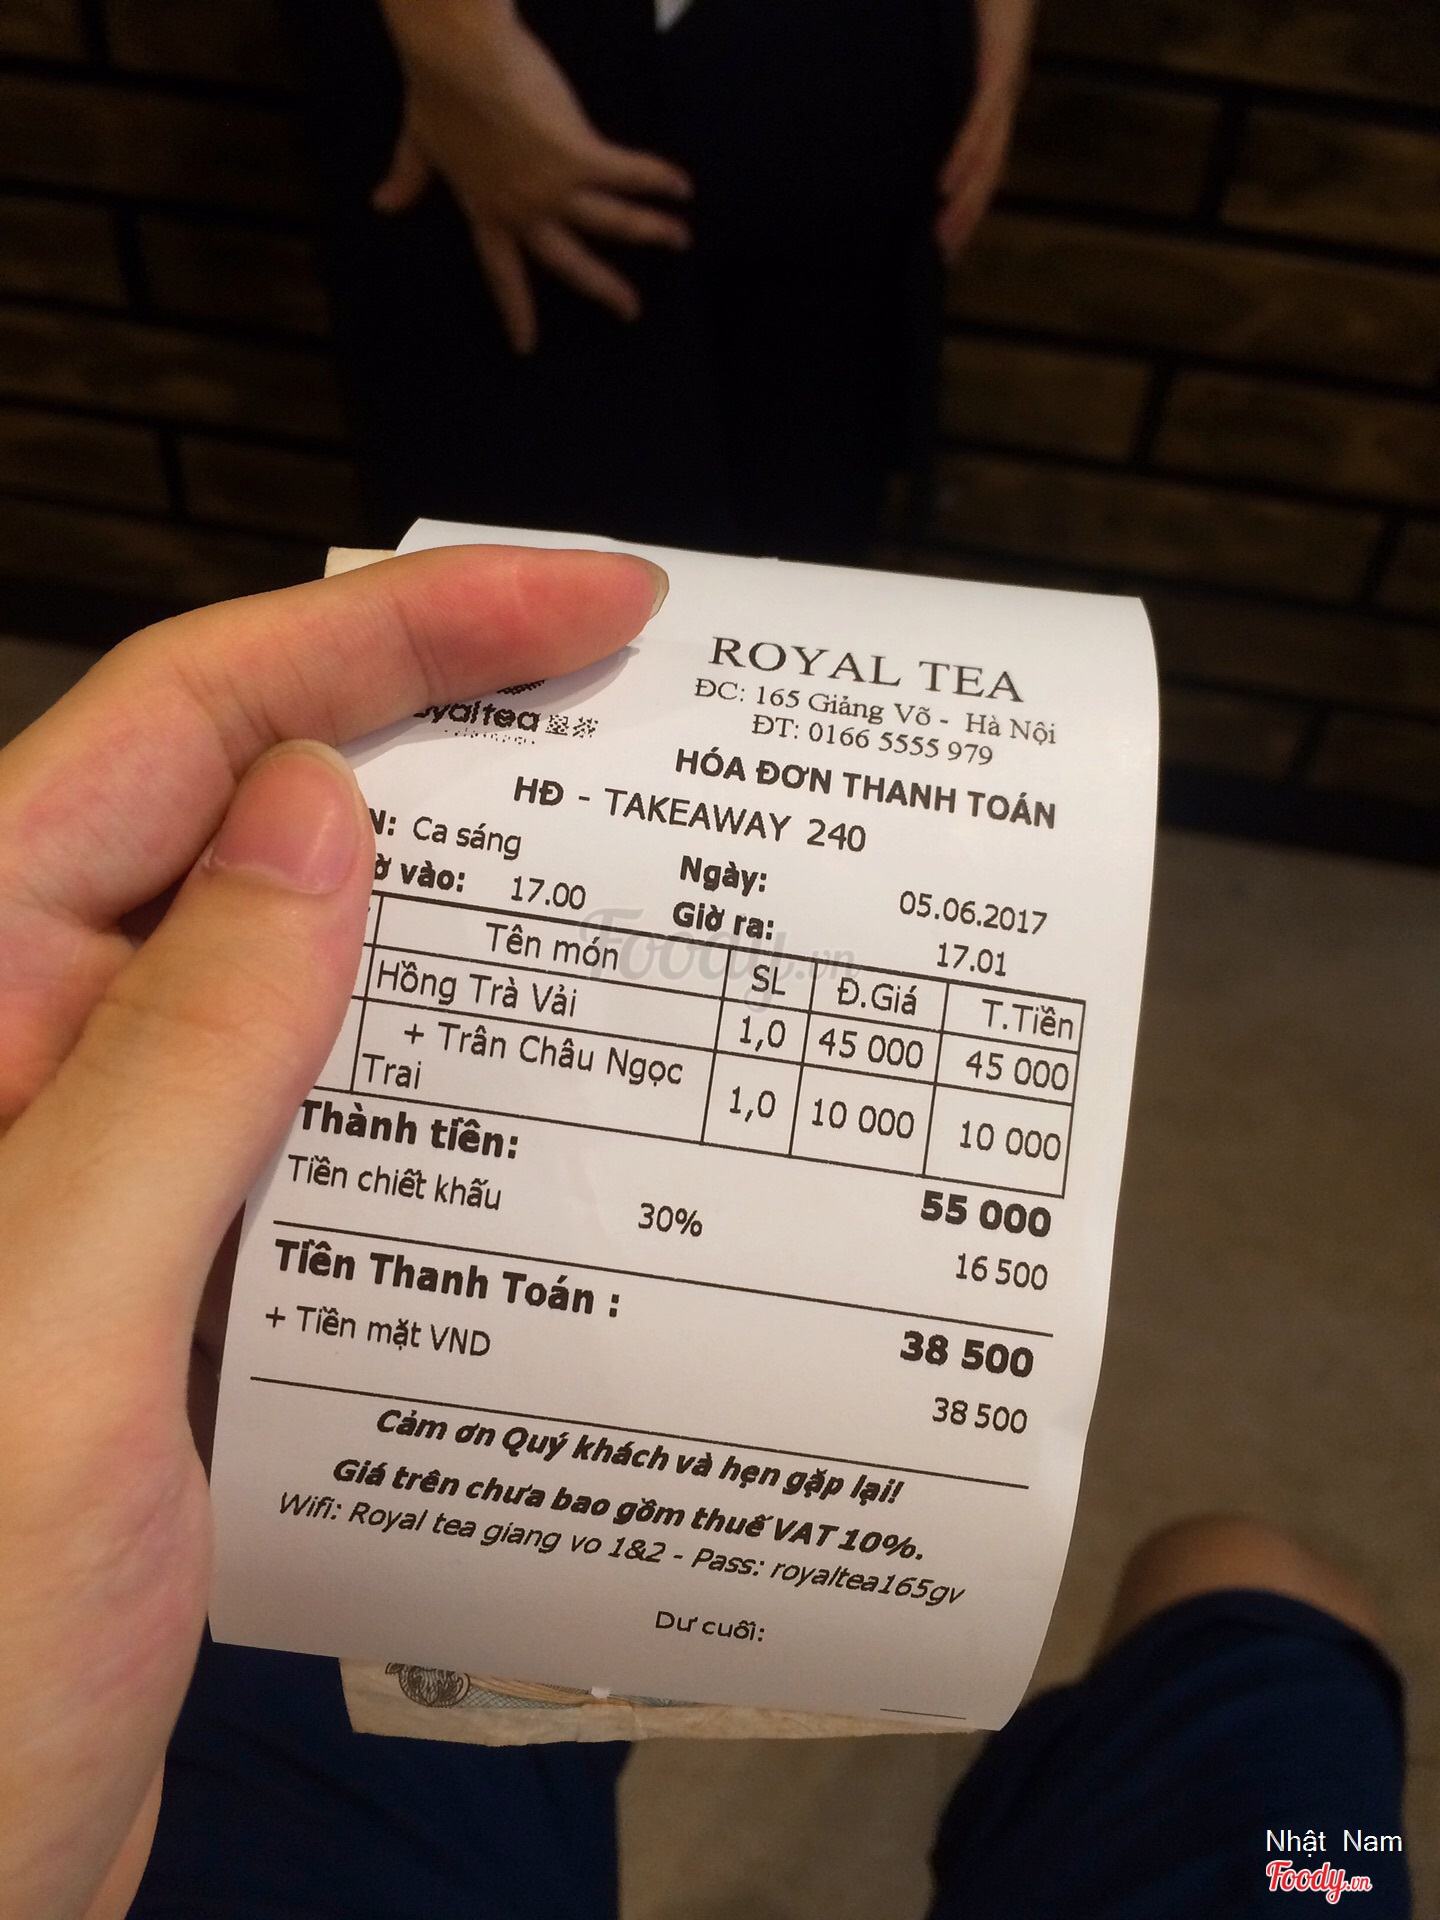 ROYAL TEA
ĐC: 165 Giảng Võ - Hà Nội
ĐT: 0166 5555 979
HÓA ĐƠN THANH TOÁN
HĐ - TAKEAWAY 240
Ca sáng Ngày: 05.06.2017
vào: 17.00 Giờ ra: 17.01
Tên món SL Đ.Giá T.Tiền
Hồng Trà Vải 1,0 45 000 45 000
+ Trân Châu Ngọc
Trai 1,0 10 000 10 000
Thành tiền: 55 000
Tiền chiết khấu 30% 16 500
Tiền Thanh Toán : 38 500
+ Tiền mặt VND 38 500
Cảm ơn Quý khách và hẹn gặp lại!
Giá trên chưa bao gồm thuế VAT 10%.
Wifi: Royal tea giang vo 1&2 - Pass: royaltea165gv
Dư cuối:
Foody.vn
Nhật Nam
Foody.vn